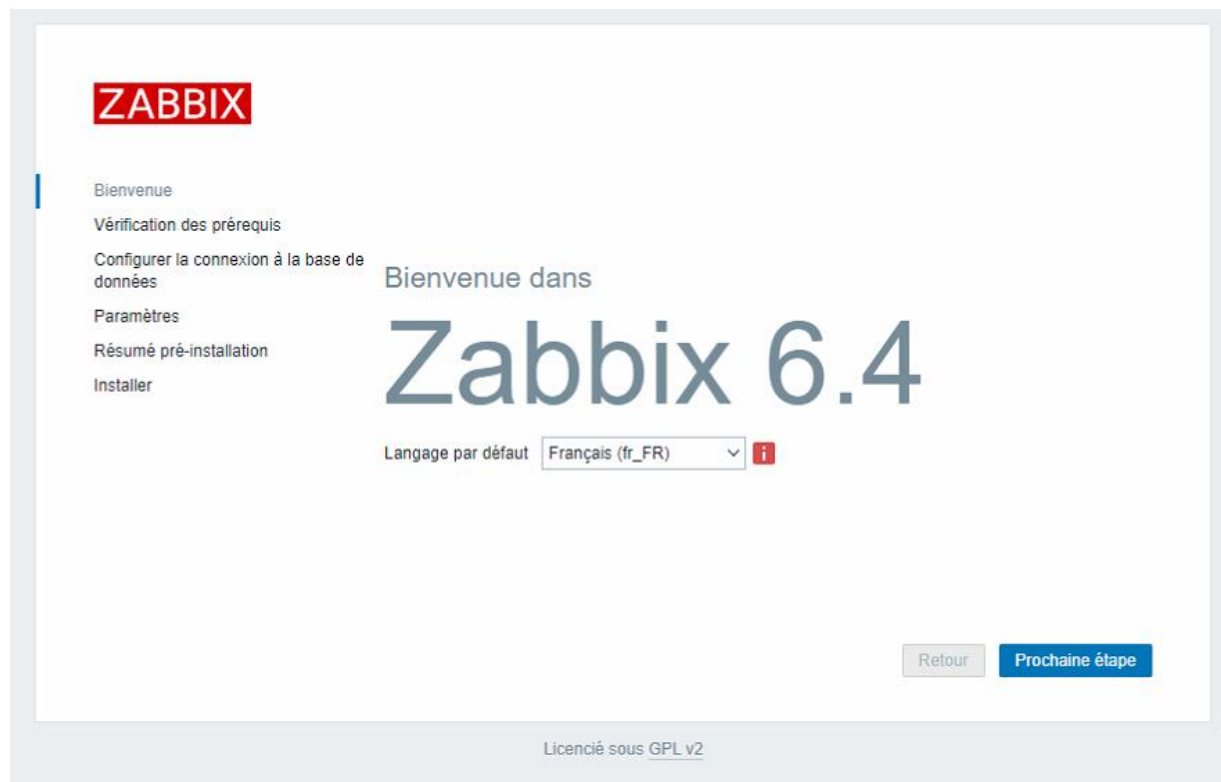 ZABBIX
Bienvenue
Vérification des prérequis
Configurer la connexion à la base de
données
Paramètres
Résumé pré-installation
Installer
Bienvenue dans
Zabbix 6.4
Langage par défaut Français (fr_FR) i
Retour Prochaine étape
Licencié sous GPL v2